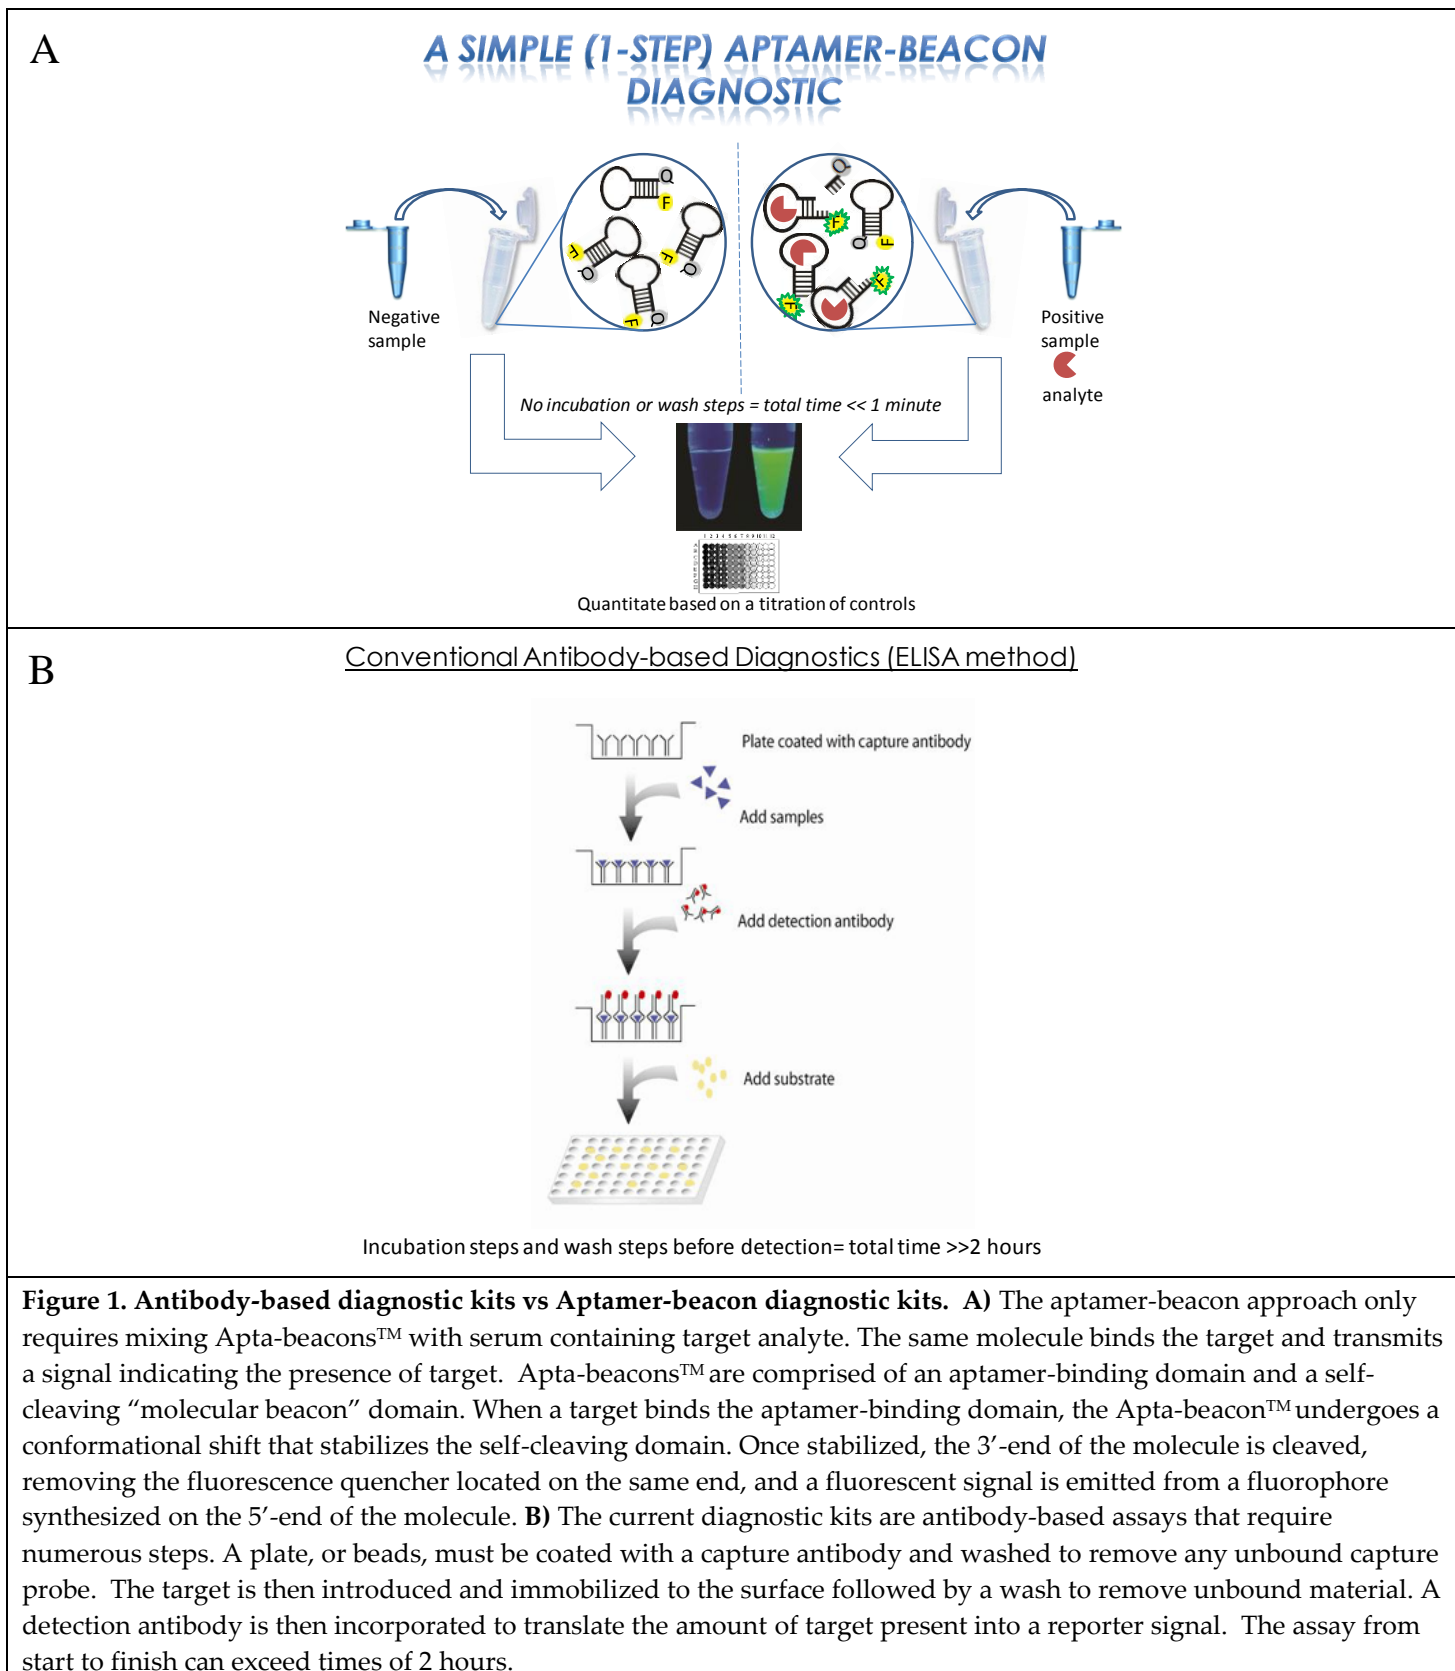 A
A SIMPLE (1-STEP) APTAMER-BEACON
DIAGNOSTIC
Q
F
F
Q
F
Q
F
Q
Q
F
Q
F
F
F
Negative
sample
Positive
sample
analyte
No incubation or wash steps = total time << 1 minute
1 2 3 4 5 6 7 8 9 10 11 12
A
B
C
D
E
F
G
H
Quantitate based on a titration of controls
B
Conventional Antibody-based Diagnostics (ELISA method)
Plate coated with capture antibody
Add samples
Add detection antibody
Add substrate
Incubation steps and wash steps before detection= total time >>2 hours
Figure 1. Antibody-based diagnostic kits vs Aptamer-beacon diagnostic kits. A) The aptamer-beacon approach only
requires mixing Apta-beacons™ with serum containing target analyte. The same molecule binds the target and transmits
a signal indicating the presence of target. Apta-beacons™ are comprised of an aptamer-binding domain and a self-
cleaving “molecular beacon” domain. When a target binds the aptamer-binding domain, the Apta-beacon™ undergoes a
conformational shift that stabilizes the self-cleaving domain. Once stabilized, the 3’-end of the molecule is cleaved,
removing the fluorescence quencher located on the same end, and a fluorescent signal is emitted from a fluorophore
synthesized on the 5’-end of the molecule. B) The current diagnostic kits are antibody-based assays that require
numerous steps. A plate, or beads, must be coated with a capture antibody and washed to remove any unbound capture
probe. The target is then introduced and immobilized to the surface followed by a wash to remove unbound material. A
detection antibody is then incorporated to translate the amount of target present into a reporter signal. The assay from
start to finish can exceed times of 2 hours.